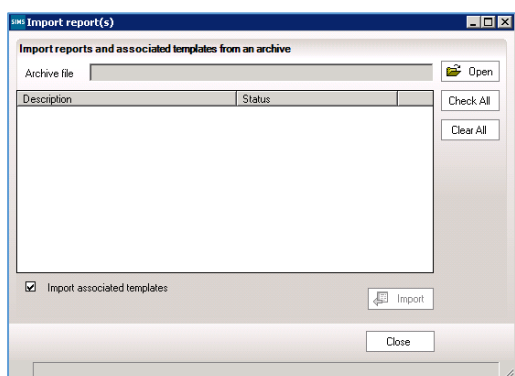 SIMS Import report(s)
Import reports and associated templates from an archive
Archive file
Open
Description Status
Check All
Clear All
Import associated templates
Import
Close